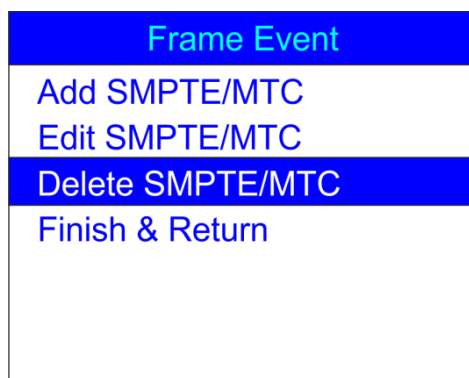 Frame Event
Add SMPTE/MTC
Edit SMPTE/MTC
Delete SMPTE/MTC
Finish & Return